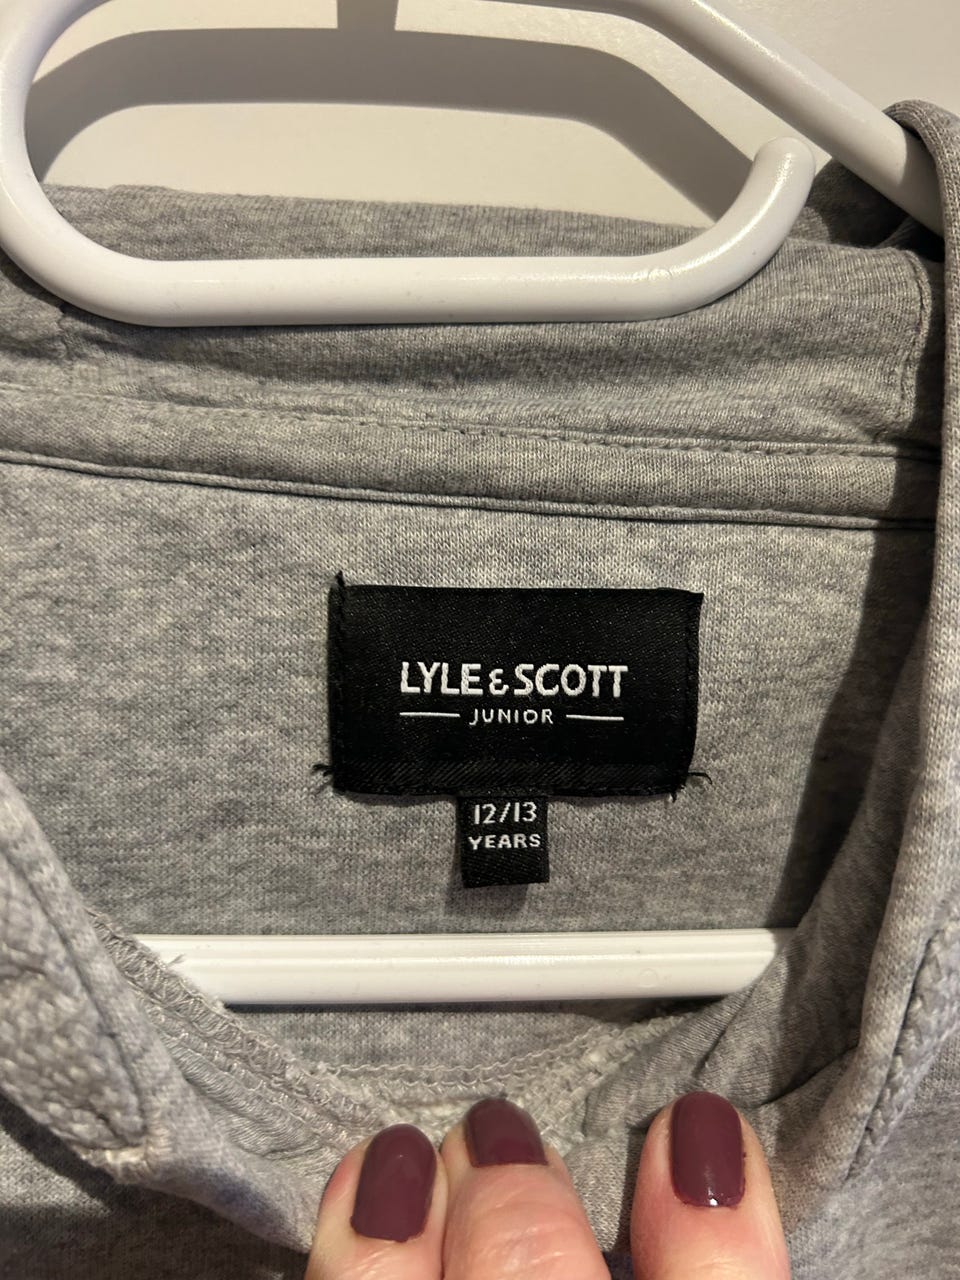 LYLE & SCOTT
JUNIOR
12/13
YEARS